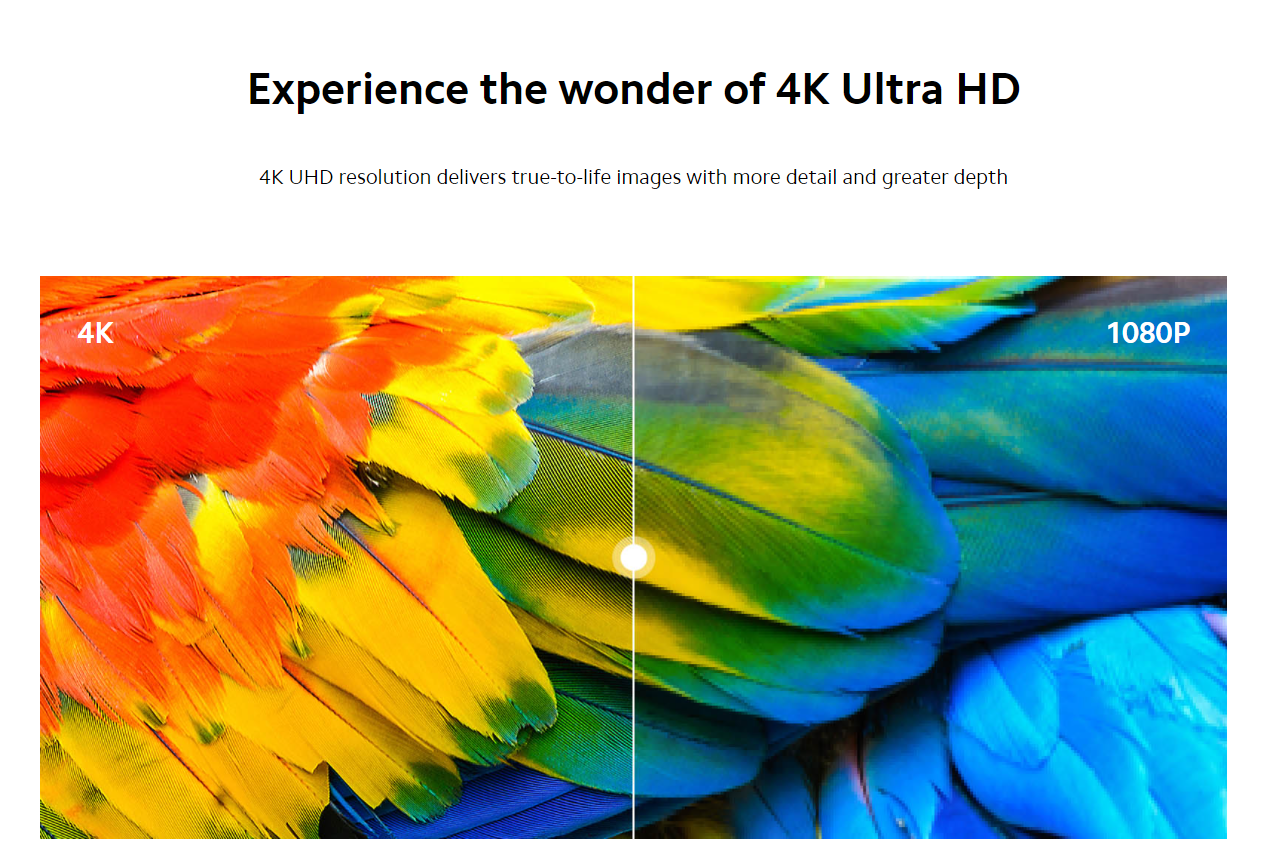 Experience the wonder of 4K Ultra HD
4K UHD resolution delivers true-to-life images with more detail and greater depth
4K
1080P